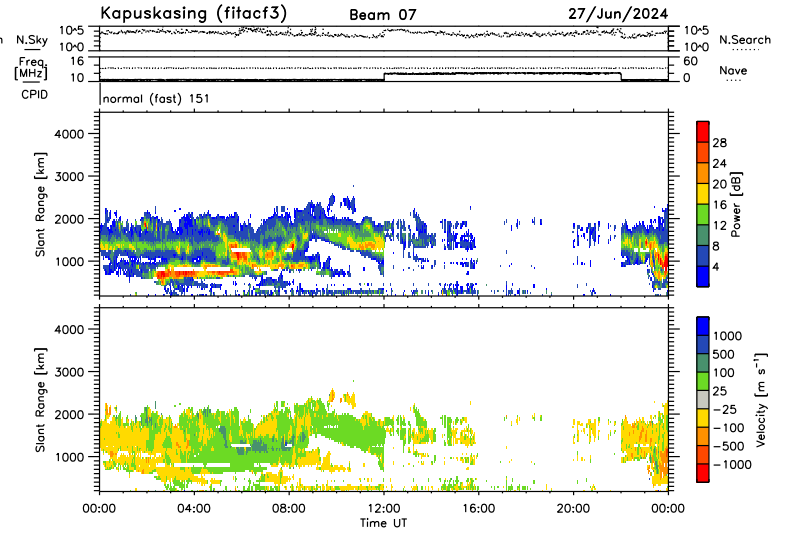 Kapuskasing (fitacf3) Beam 07 27/Jun/2024
N.Sky 10^5 10^0 10^5 10^0 N.Search
Freq. [MHz] 16 10 60 0 Nave
CPID normal (fast) 151
Slant Range [km] 4000 3000 2000 1000
28 24 20 16 12 8 4 Power [dB]
Slant Range [km] 4000 3000 2000 1000
1000 500 100 25 -25 -100 -500 -1000 Velocity [m s⁻¹]
00:00 04:00 08:00 12:00 16:00 20:00 00:00
Time UT